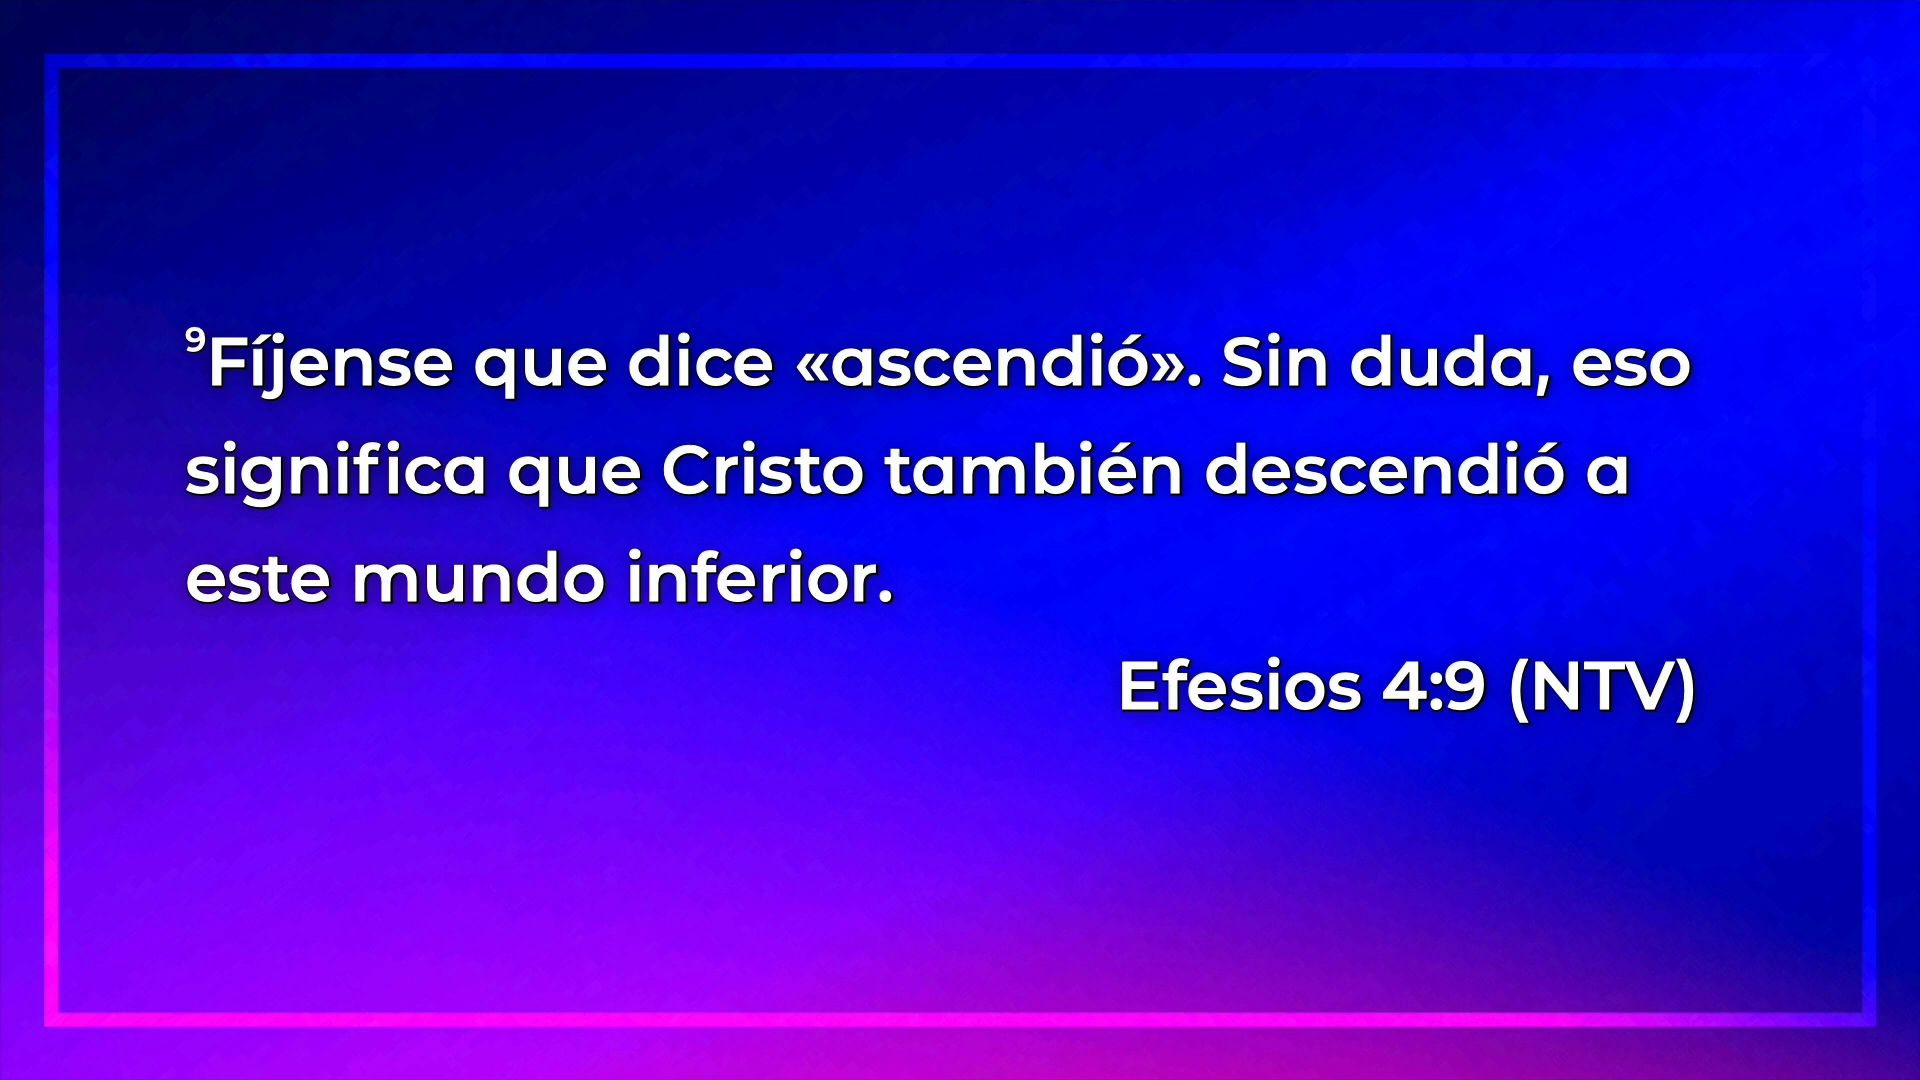 ⁹Fíjense que dice «ascendió». Sin duda, eso
significa que Cristo también descendió a
este mundo inferior.
Efesios 4:9 (NTV)